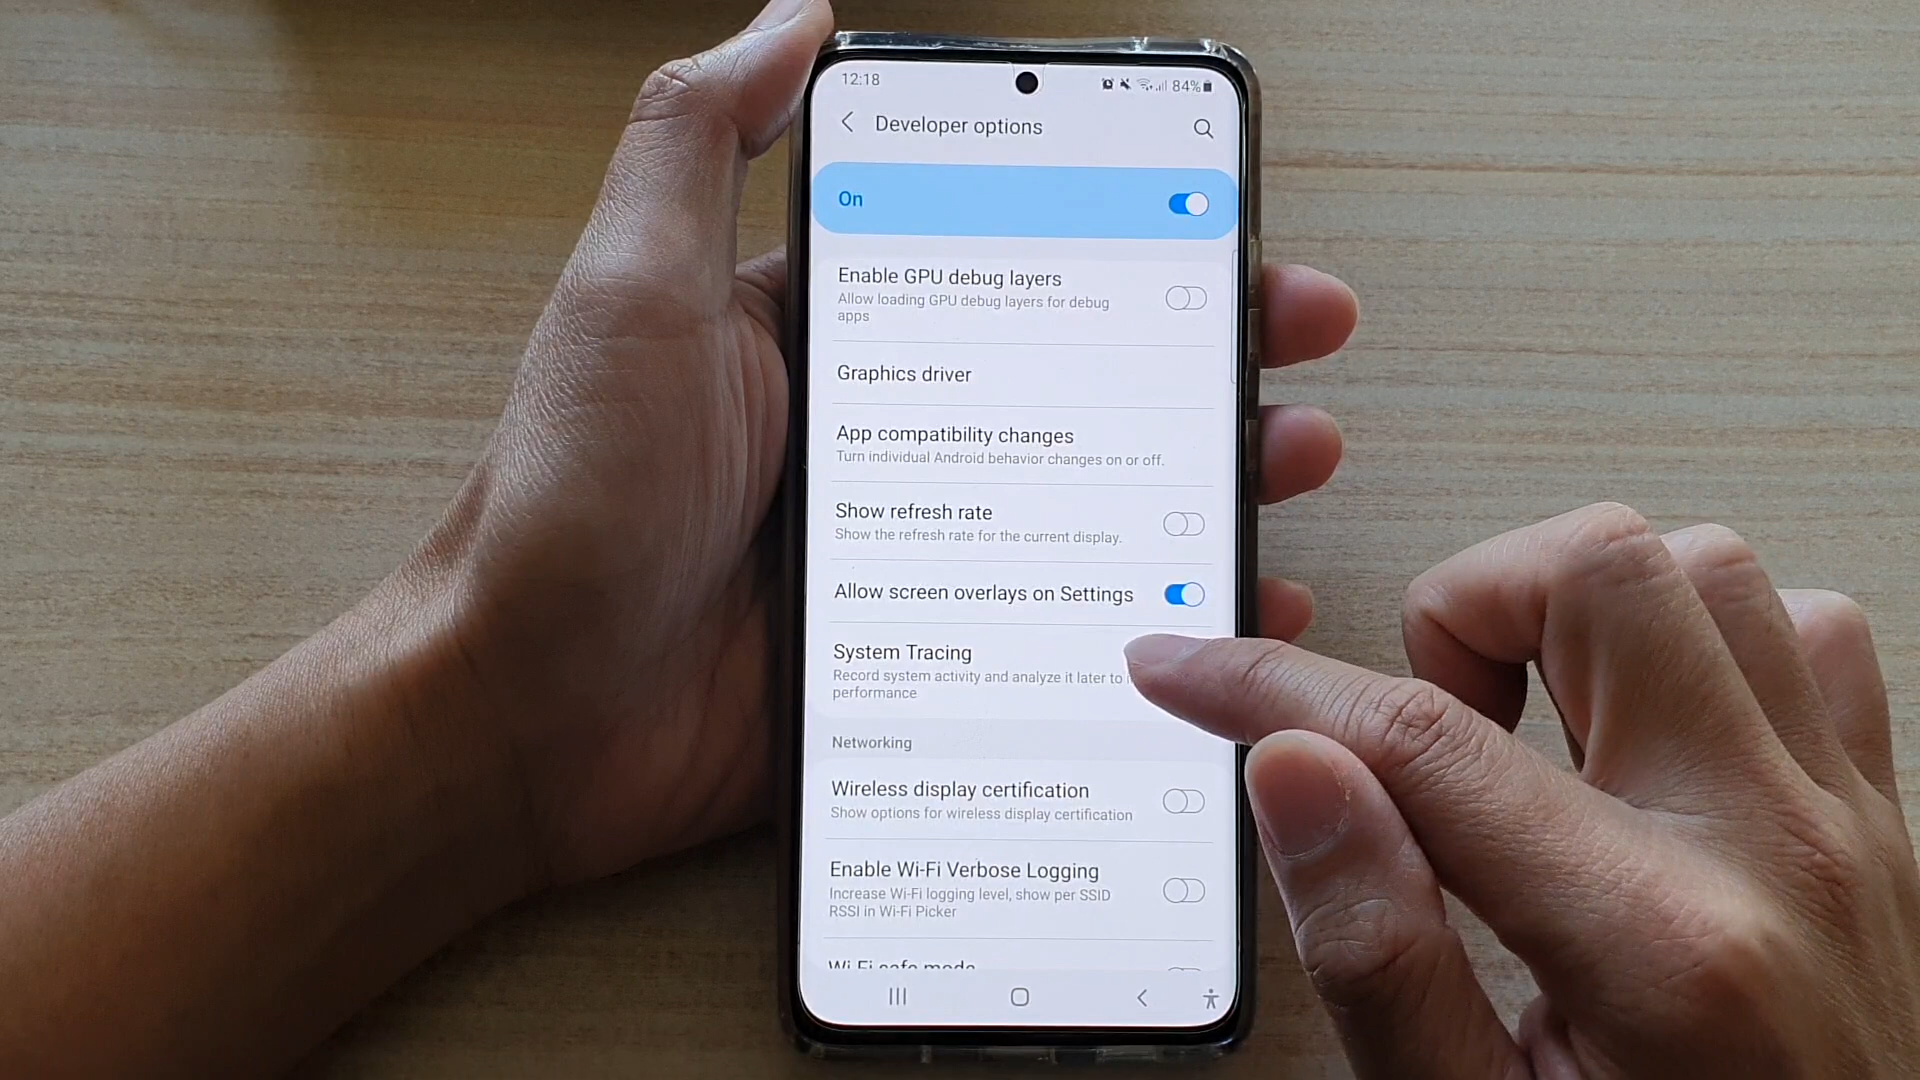 12:18
84%
Developer options
On
Enable GPU debug layers
Allow loading GPU debug layers for debug
apps
Graphics driver
App compatibility changes
Turn individual Android behavior changes on or off.
Show refresh rate
Show the refresh rate for the current display.
Allow screen overlays on Settings
System Tracing
Record system activity and analyze it later to
performance
Networking
Wireless display certification
Show options for wireless display certification
Enable Wi-Fi Verbose Logging
Increase Wi-Fi logging level, show per SSID
RSSI in Wi-Fi Picker
Wi-Fi safe mode